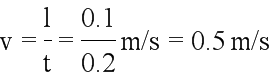 v = l/t = 0.1/0.2 m/s = 0.5 m/s